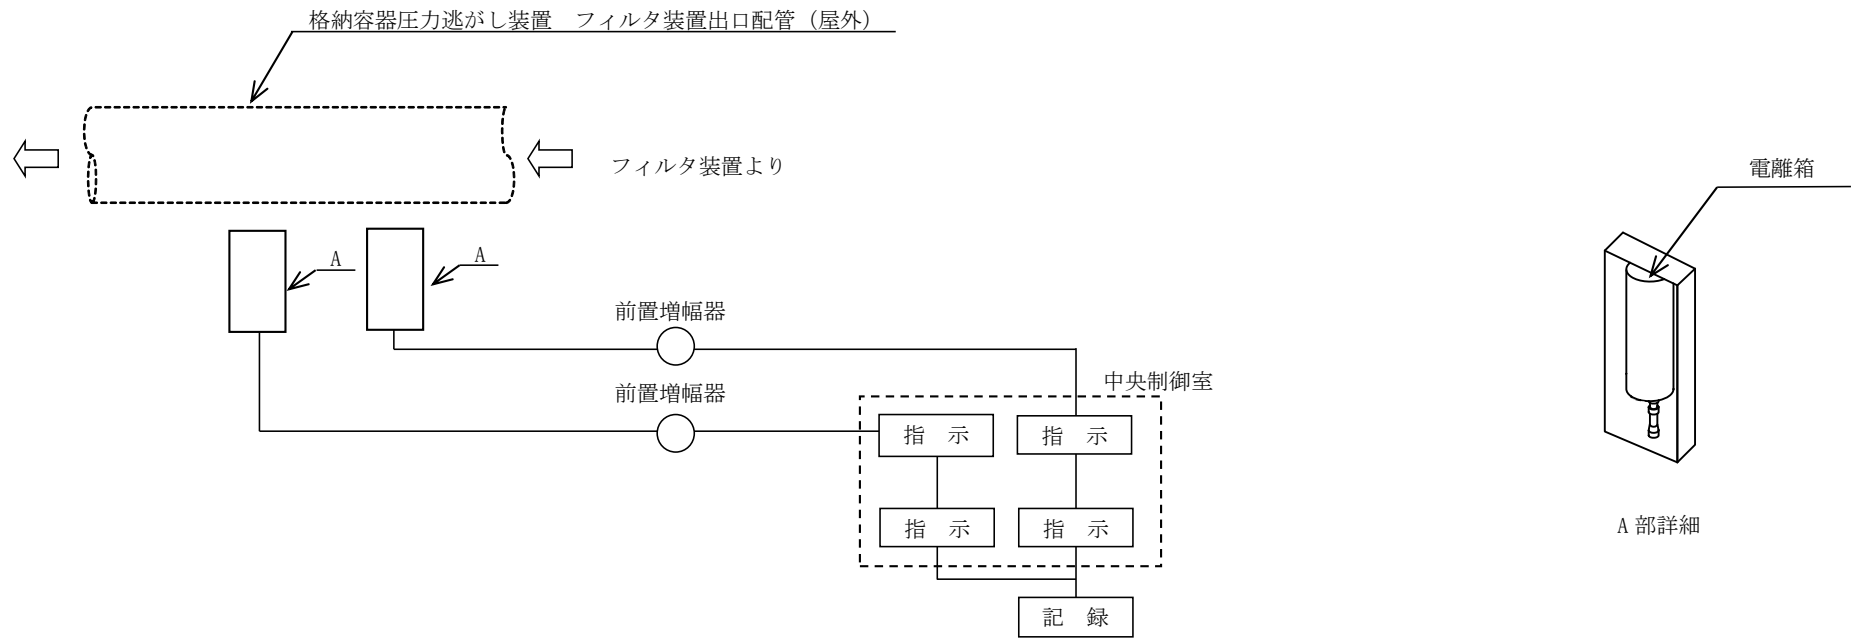 格納容器圧力逃がし装置　フィルタ装置出口配管（屋外）
フィルタ装置より
電離箱
A
A
前置増幅器
中央制御室
前置増幅器
指　示
指　示
指　示
指　示
A 部詳細
記　録